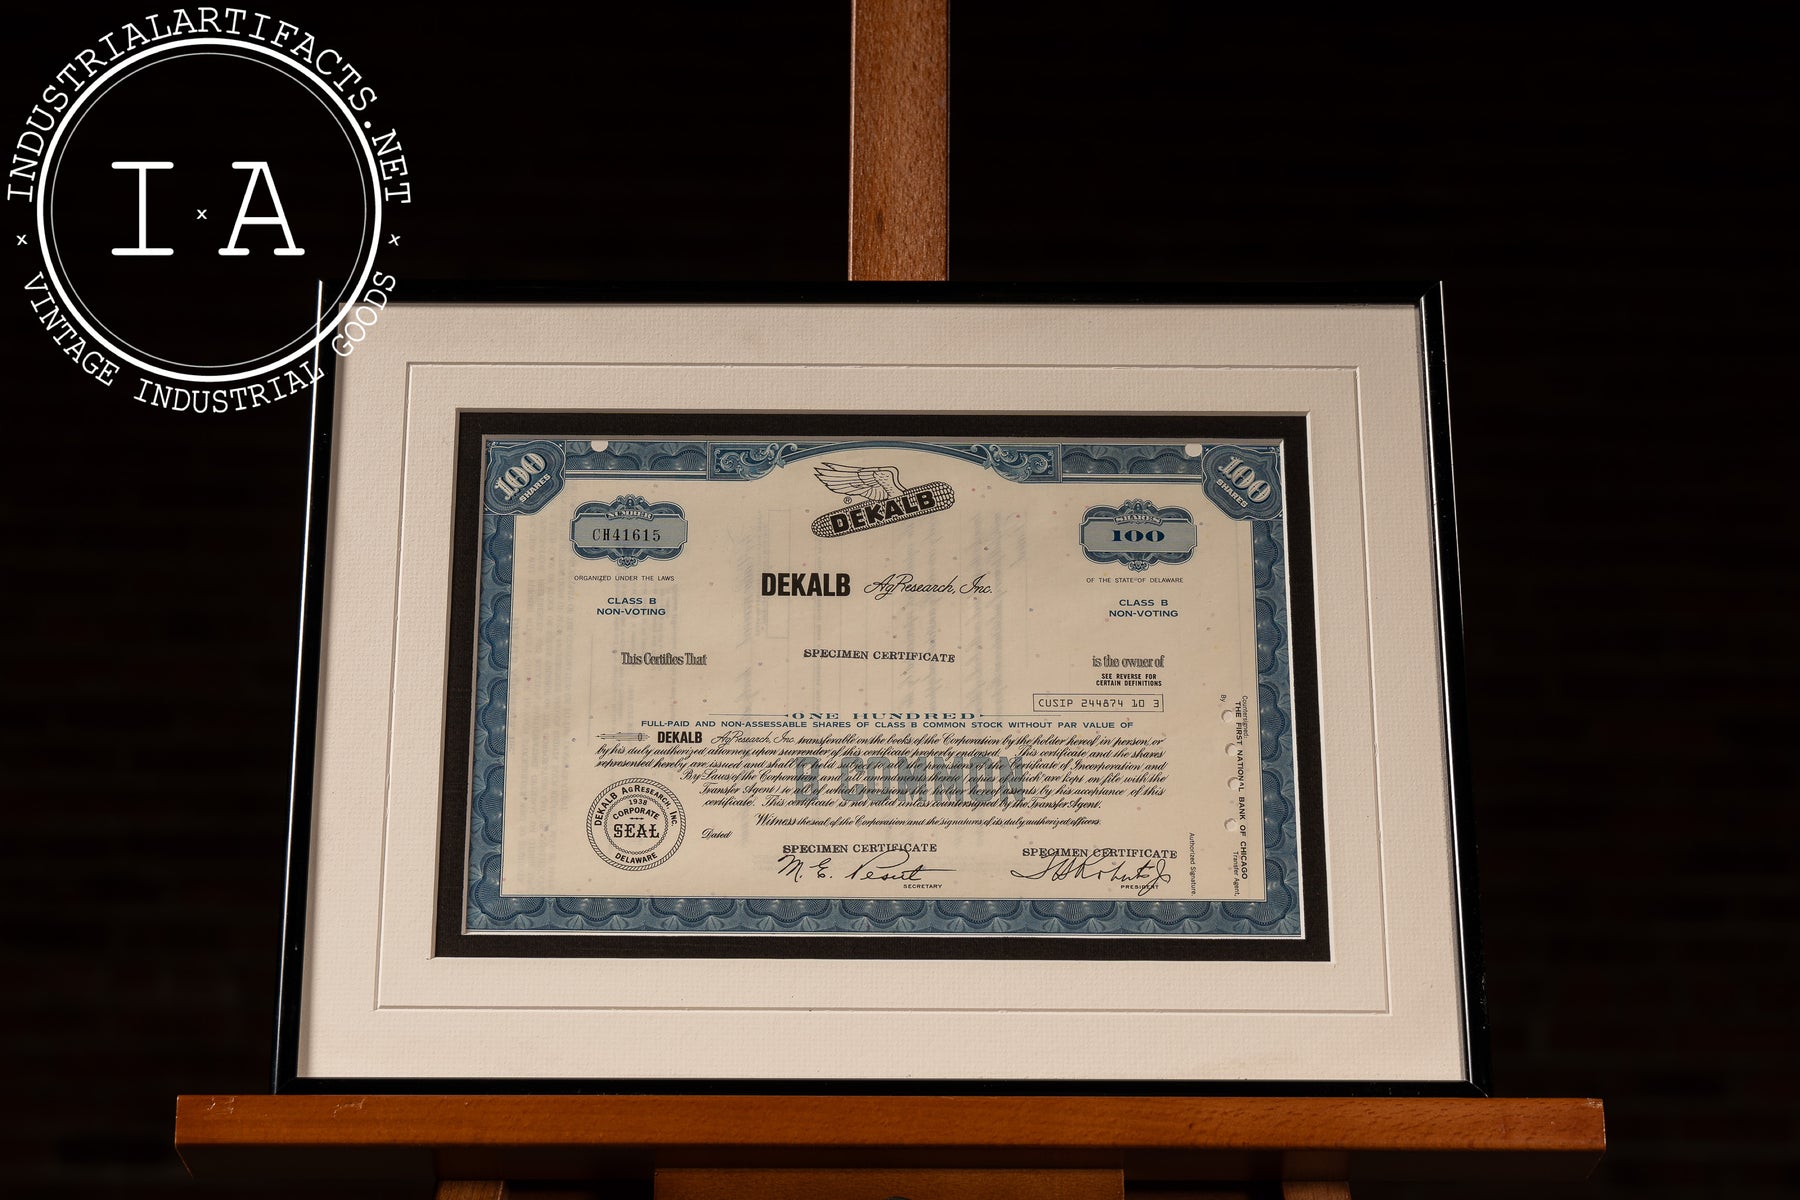 INDUSTRIALARTIFACTS.NET
I x A
x x
VINTAGE INDUSTRIAL GOODS
100 SHARES
100 SHARES
NUMBER
CH41615
SHARES
100
® DEKALB
ORGANIZED UNDER THE LAWS
OF THE STATE OF DELAWARE
DEKALB AgResearch, Inc.
CLASS B
NON-VOTING
CLASS B
NON-VOTING
This Certifies That
SPECIMEN CERTIFICATE
is the owner of
SEE REVERSE FOR
CERTAIN DEFINITIONS
CUSIP 244874 10 3
ONE HUNDRED
FULL-PAID AND NON-ASSESSABLE SHARES OF CLASS B COMMON STOCK WITHOUT PAR VALUE OF
DEKALB AgResearch, Inc. transferable on the books of the Corporation by the holder hereof, in person, or
by his duly authorized attorney, upon surrender of this certificate properly endorsed. This certificate and the shares
represented hereby are issued and shall be held subject to all the provisions of the Certificate of Incorporation and
By-Laws of the Corporation and all amendments thereto (copies of which are kept on file with the
Transfer Agent) to all of which provisions the holder hereof assents by his acceptance of this
certificate. This certificate is not valid unless countersigned by the Transfer Agent.
B COMMON
Witness the seal of the Corporation and the signatures of its duly authorized officers.
Dated
DEKALB AgResearch, Inc.
1938
CORPORATE
SEAL
DELAWARE
SPECIMEN CERTIFICATE
SECRETARY
SPECIMEN CERTIFICATE
PRESIDENT
Countersigned:
THE FIRST NATIONAL BANK OF CHICAGO
Transfer Agent,
By
Authorized Signature.